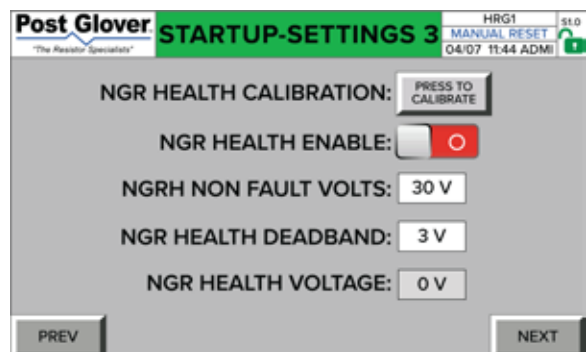 Post Glover
"The Resistor Specialists"
STARTUP-SETTINGS 3
HRG1
MANUAL RESET
04/07 11:44 ADMI
S1.0
NGR HEALTH CALIBRATION:
PRESS TO
CALIBRATE
NGR HEALTH ENABLE:
NGRH NON FAULT VOLTS: 30 V
NGR HEALTH DEADBAND: 3 V
NGR HEALTH VOLTAGE: 0 V
PREV
NEXT